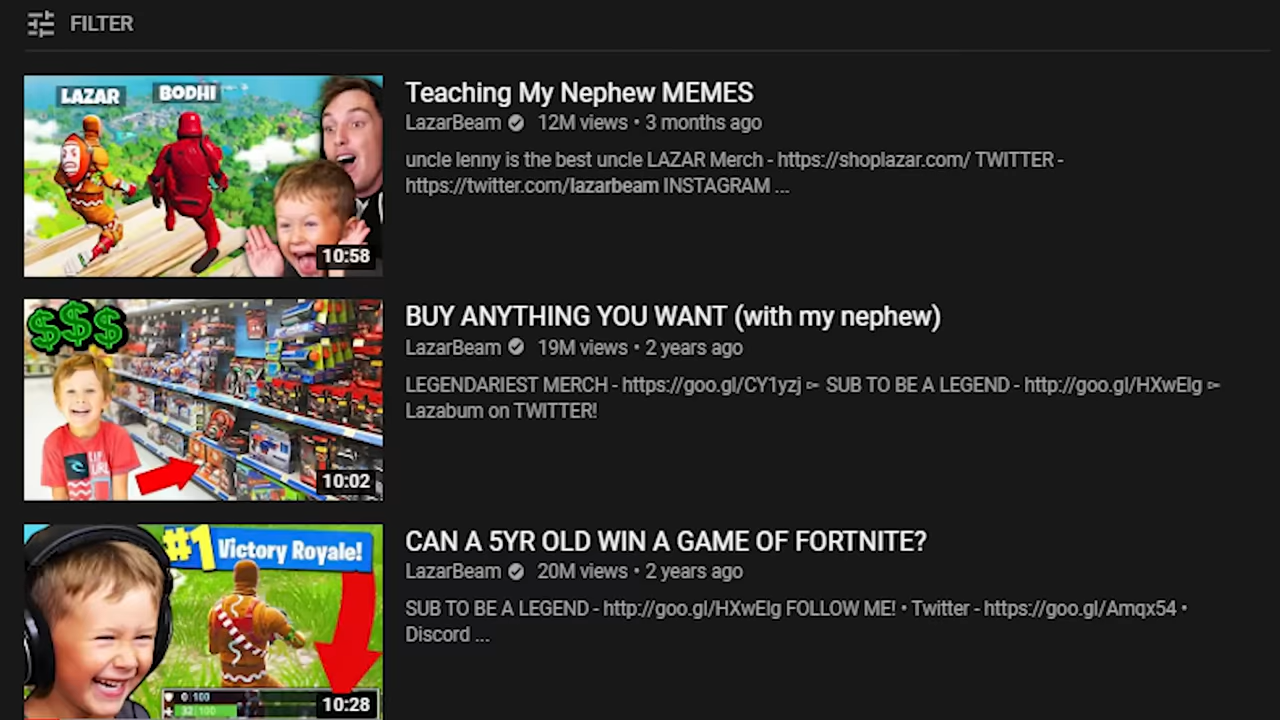 FILTER
LAZAR
BODHI
10:58
Teaching My Nephew MEMES
LazarBeam 12M views • 3 months ago
uncle lenny is the best uncle LAZAR Merch - https://shoplazar.com/ TWITTER -
https://twitter.com/lazarbeam INSTAGRAM ...
$$$
10:02
BUY ANYTHING YOU WANT (with my nephew)
LazarBeam 19M views • 2 years ago
LEGENDARIEST MERCH - https://goo.gl/CY1yzj ⊳ SUB TO BE A LEGEND - http://goo.gl/HXwElg ⊳
Lazabum on TWITTER!
#1 Victory Royale!
0 | 100
32 | 100
10:28
CAN A 5YR OLD WIN A GAME OF FORTNITE?
LazarBeam 20M views • 2 years ago
SUB TO BE A LEGEND - http://goo.gl/HXwElg FOLLOW ME! • Twitter - https://goo.gl/Amqx54 •
Discord ...